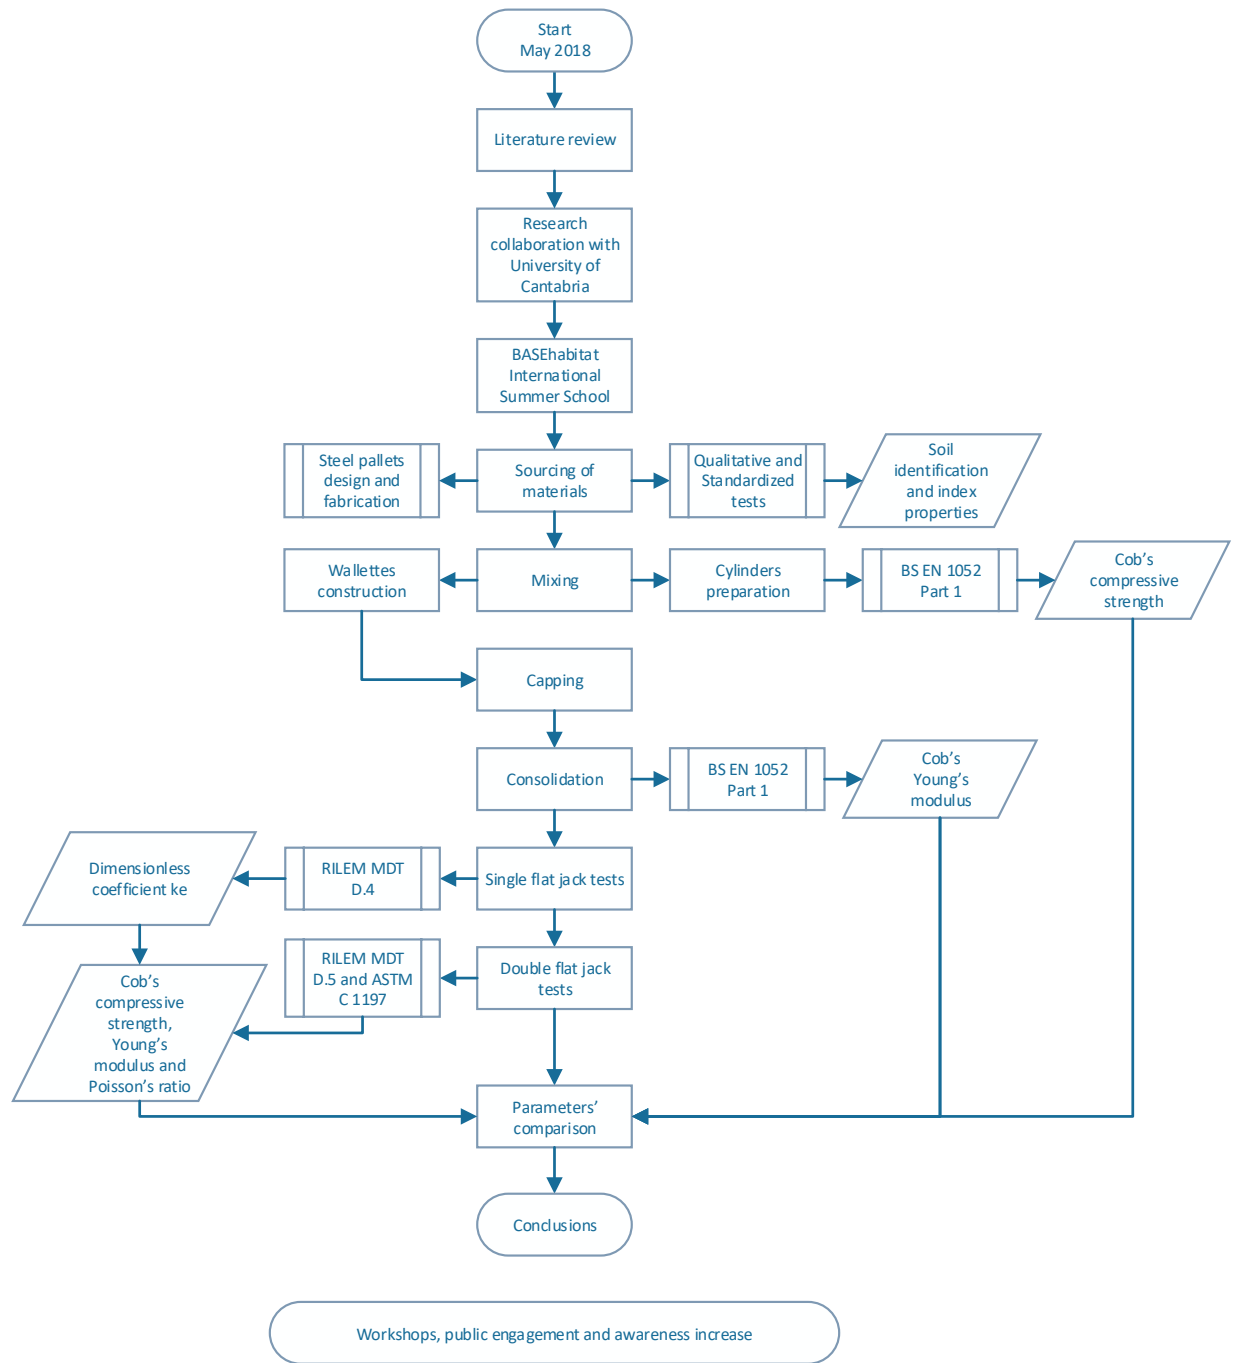 Start
May 2018
Literature review
Research
collaboration with
University of
Cantabria
BASEhabitat
International
Summer School
Steel pallets
design and
fabrication
Sourcing of
materials
Qualitative and
Standardized
tests
Soil
identification
and index
properties
Wallettes
construction
Mixing
Cylinders
preparation
BS EN 1052
Part 1
Cob’s
compressive
strength
Capping
Consolidation
BS EN 1052
Part 1
Cob’s
Young’s
modulus
Dimensionless
coefficient ke
RILEM MDT
D.4
Single flat jack tests
Cob’s
compressive
strength,
Young’s
modulus and
Poisson’s ratio
RILEM MDT
D.5 and ASTM
C 1197
Double flat jack
tests
Parameters’
comparison
Conclusions
Workshops, public engagement and awareness increase